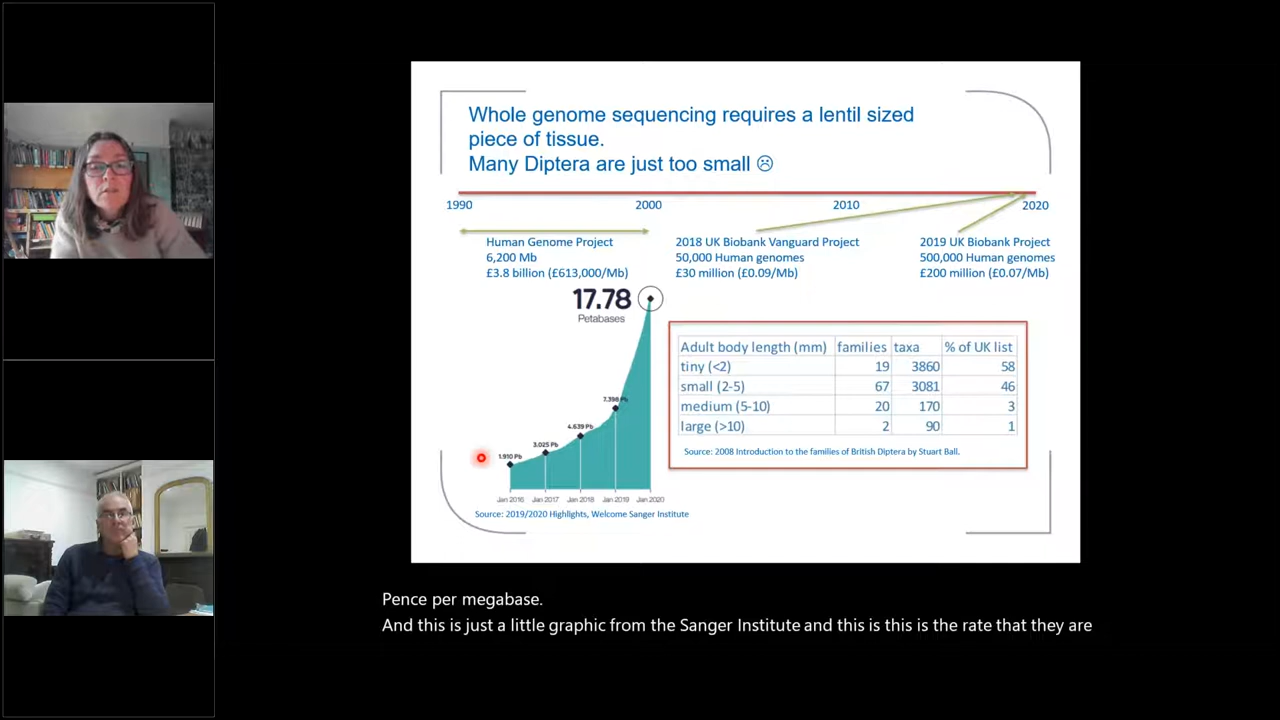 Whole genome sequencing requires a lentil sized
piece of tissue.
Many Diptera are just too small ☹
1990 2000 2010 2020
Human Genome Project
6,200 Mb
£3.8 billion (£613,000/Mb)
2018 UK Biobank Vanguard Project
50,000 Human genomes
£30 million (£0.09/Mb)
2019 UK Biobank Project
500,000 Human genomes
£200 million (£0.07/Mb)
17.78
Petabases
7.398 Pb
4.639 Pb
3.025 Pb
1.910 Pb
Jan 2016 Jan 2017 Jan 2018 Jan 2019 Jan 2020
Source: 2019/2020 Highlights, Welcome Sanger Institute
Adult body length (mm) families taxa % of UK list
tiny (<2) 19 3860 58
small (2-5) 67 3081 46
medium (5-10) 20 170 3
large (>10) 2 90 1
Source: 2008 Introduction to the families of British Diptera by Stuart Ball.
Pence per megabase.
And this is just a little graphic from the Sanger Institute and this is this is the rate that they are